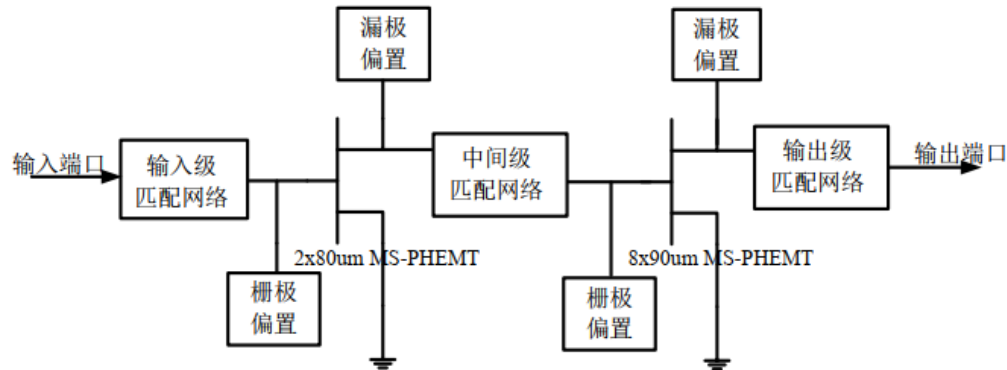 漏极
偏置
漏极
偏置
输入端口
输入级
匹配网络
中间级
匹配网络
输出级
匹配网络
输出端口
2x80um MS-PHEMT
8x90um MS-PHEMT
栅极
偏置
栅极
偏置